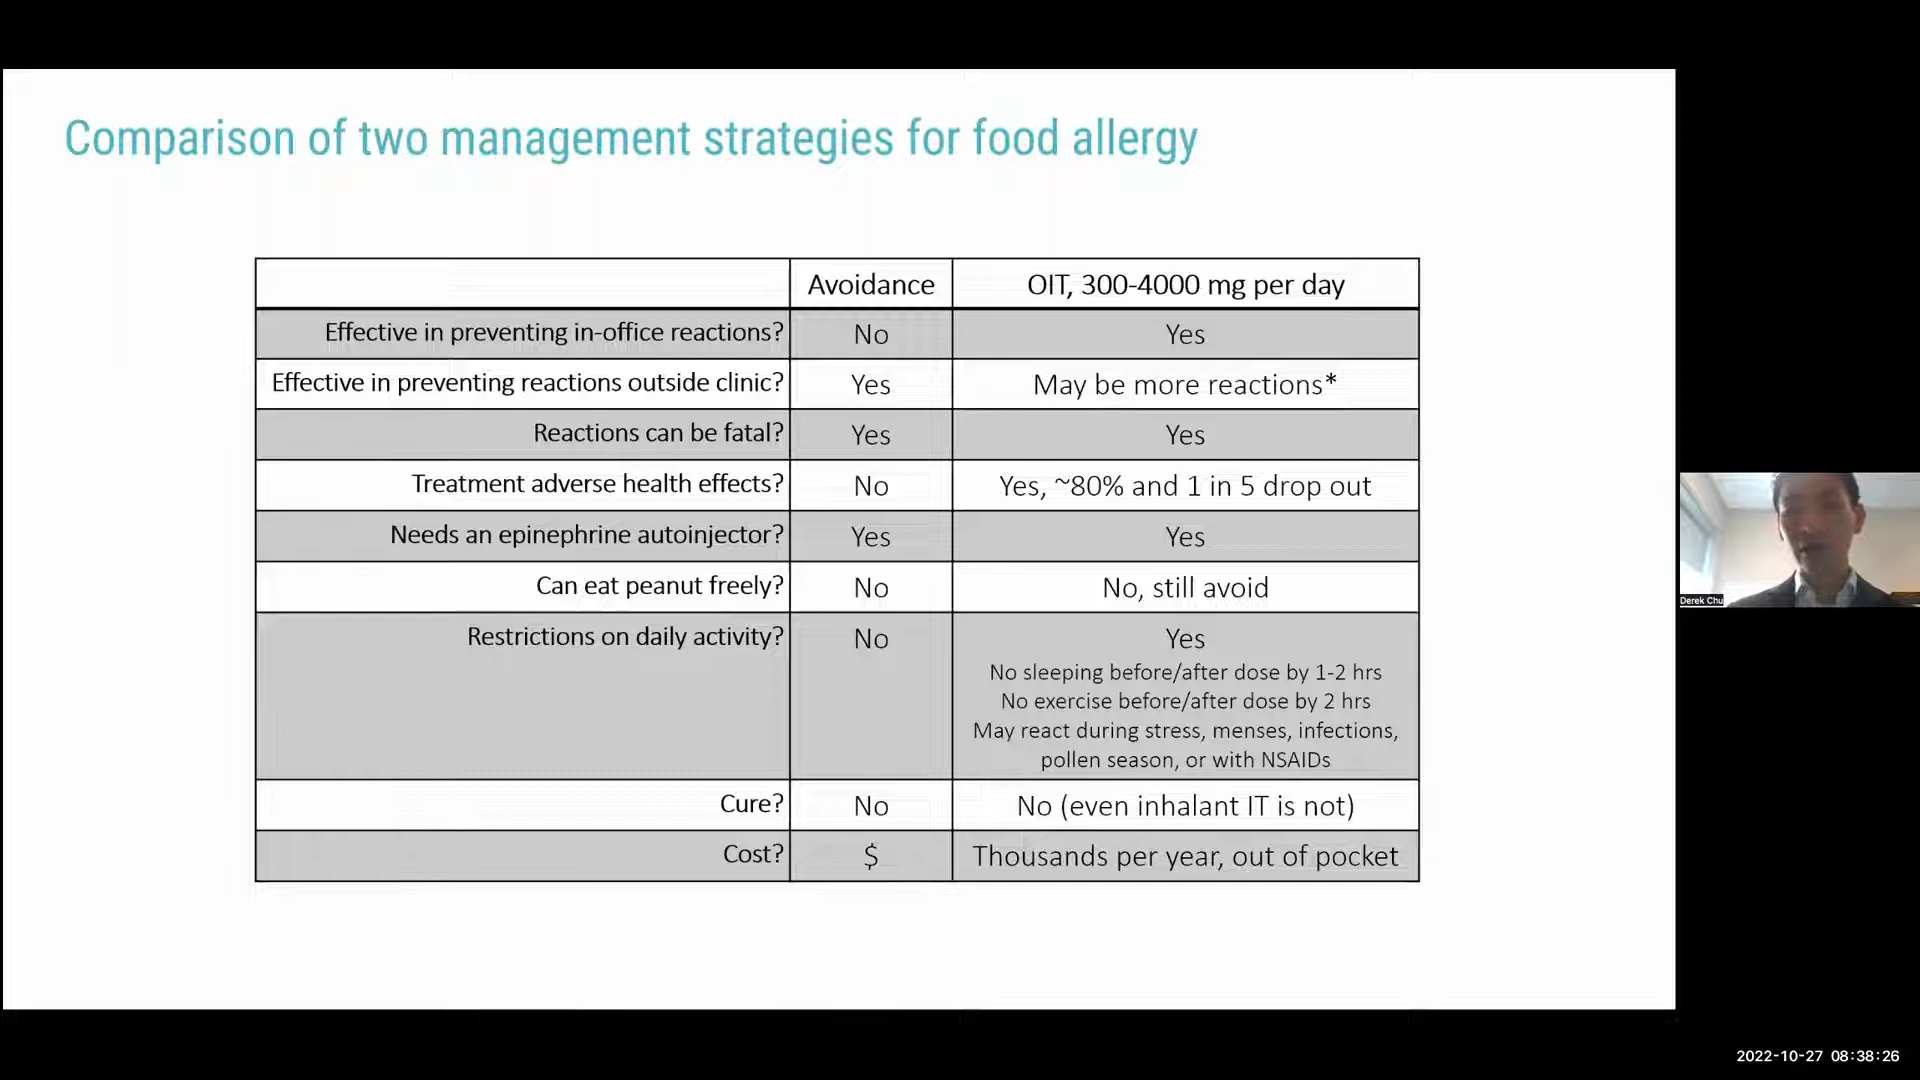 Comparison of two management strategies for food allergy
Avoidance OIT, 300-4000 mg per day
Effective in preventing in-office reactions? No Yes
Effective in preventing reactions outside clinic? Yes May be more reactions*
Reactions can be fatal? Yes Yes
Treatment adverse health effects? No Yes, ~80% and 1 in 5 drop out
Needs an epinephrine autoinjector? Yes Yes
Can eat peanut freely? No No, still avoid
Restrictions on daily activity? No Yes
No sleeping before/after dose by 1-2 hrs
No exercise before/after dose by 2 hrs
May react during stress, menses, infections,
pollen season, or with NSAIDs
Cure? No No (even inhalant IT is not)
Cost? $ Thousands per year, out of pocket
Derek Chu
2022-10-27 08:38:26